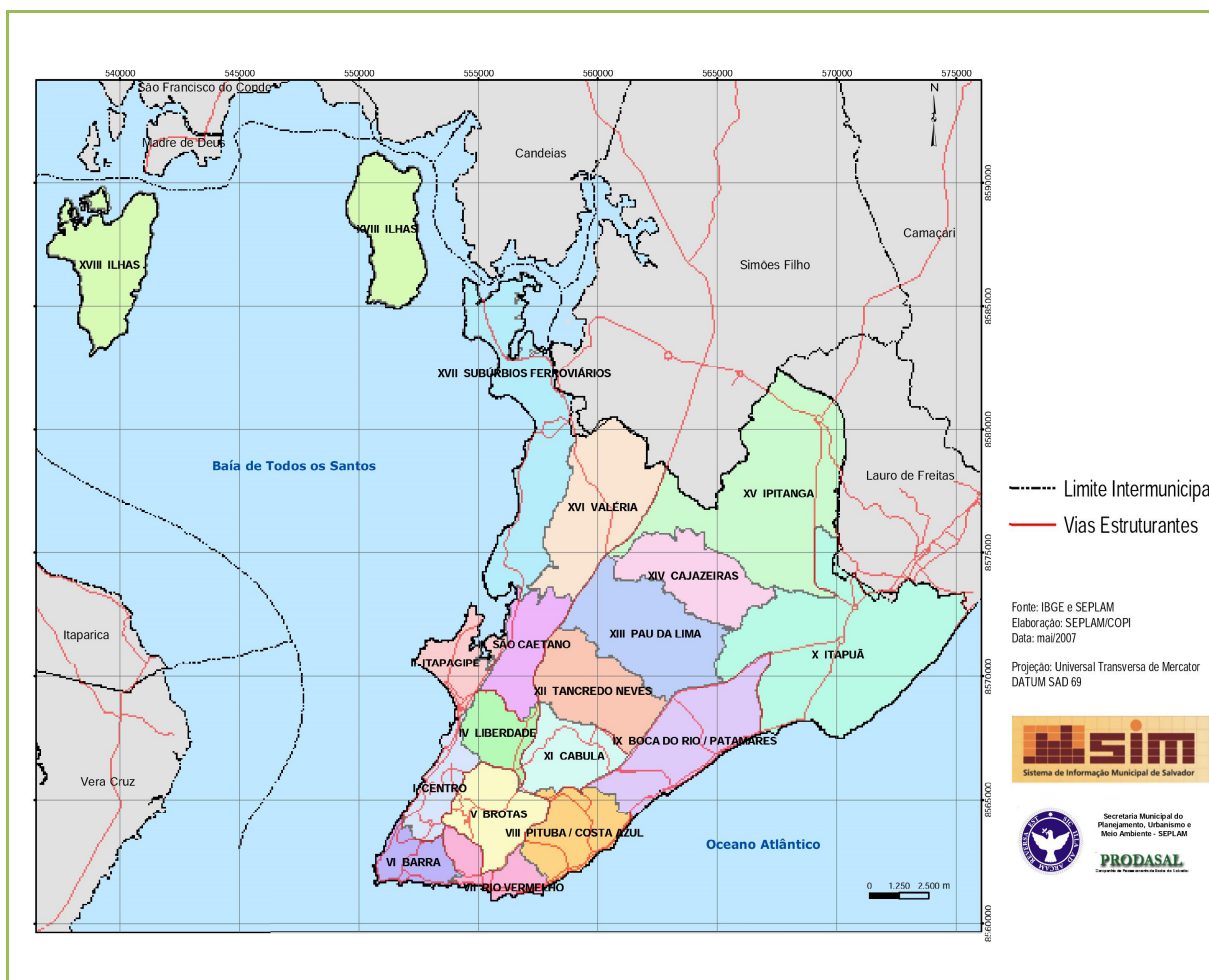 540000 545000 550000 555000 560000 565000 570000 575000
São Francisco do Conde
N
Madre de Deus
Candeias
8590000
Camaçari
XVIII ILHAS
XVIII ILHAS
Simões Filho
8585000
XVII SUBÚRBIOS FERROVIÁRIOS
8580000
Baía de Todos os Santos
Lauro de Freitas
XV IPITANGA
XVI VALÉRIA
Limite Intermunicipa
Vias Estruturantes
8575000
XIV CAJAZEIRAS
Fonte: IBGE e SEPLAM
Elaboração: SEPLAM/COPI
Data: mai/2007
Itaparica
XIII PAU DA LIMA
SÃO CAETANO
X ITAPUÃ
II ITAPAGIPE
Projeção: Universal Transversa de Mercator
DATUM SAD 69
8570000
XII TANCREDO NEVES
IV LIBERDADE
IX BOCA DO RIO / PATAMARES
XI CABULA
sim
Sistema de Informação Municipal de Salvador
Vera Cruz
I CENTRO
8565000
V BROTAS
VIII PITUBA / COSTA AZUL
Oceano Atlântico
Secretaria Municipal do
Planejamento, Urbanismo e
Meio Ambiente - SEPLAM
VI BARRA
PRODASAL
VII RIO VERMELHO
0 1.250 2.500 m
8560000